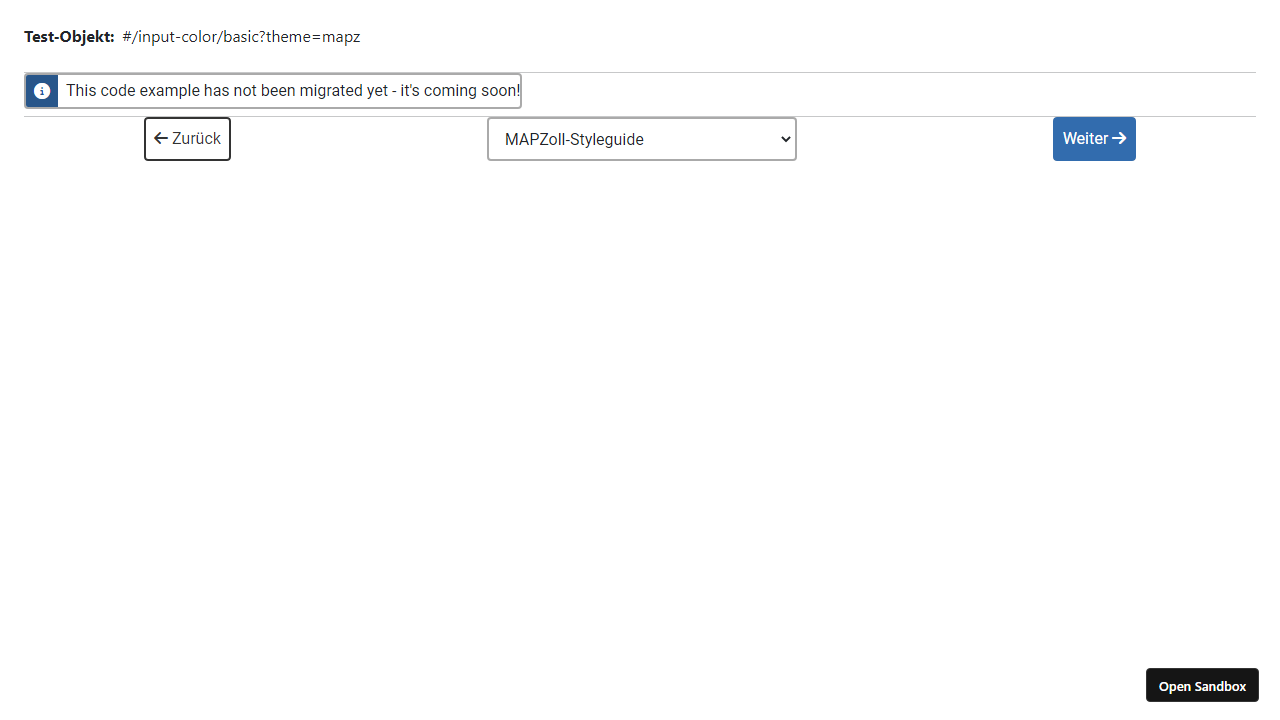 Test-Objekt: #/input-color/basic?theme=mapz
This code example has not been migrated yet - it's coming soon!
Zurück
MAPZoll-Styleguide
Weiter
Open Sandbox